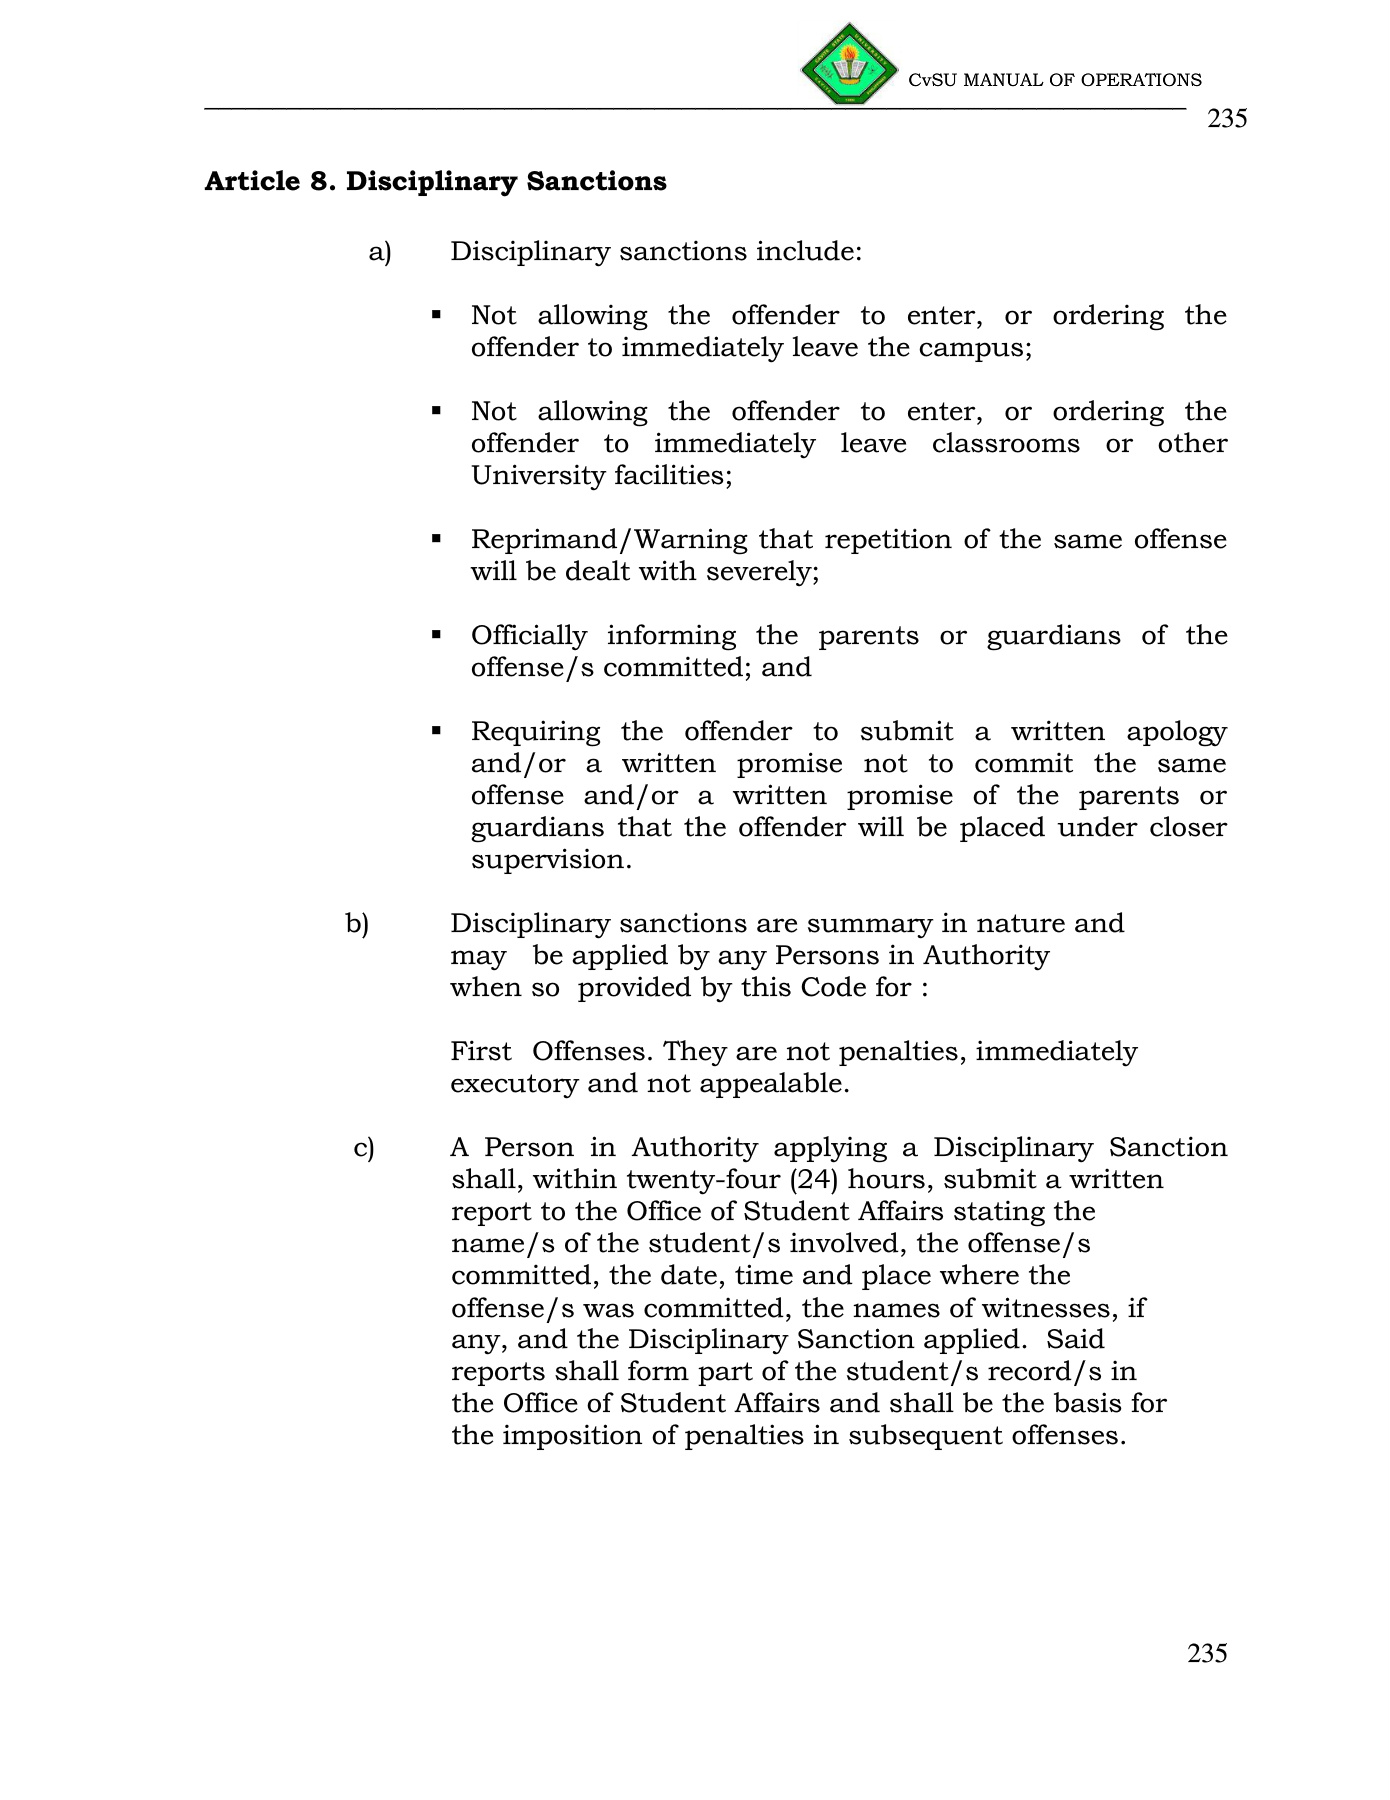 CvSU MANUAL OF OPERATIONS
235
Article 8. Disciplinary Sanctions
a) Disciplinary sanctions include:
▪ Not allowing the offender to enter, or ordering the
offender to immediately leave the campus;
▪ Not allowing the offender to enter, or ordering the
offender to immediately leave classrooms or other
University facilities;
▪ Reprimand/Warning that repetition of the same offense
will be dealt with severely;
▪ Officially informing the parents or guardians of the
offense/s committed; and
▪ Requiring the offender to submit a written apology
and/or a written promise not to commit the same
offense and/or a written promise of the parents or
guardians that the offender will be placed under closer
supervision.
b) Disciplinary sanctions are summary in nature and
may be applied by any Persons in Authority
when so provided by this Code for :
First Offenses. They are not penalties, immediately
executory and not appealable.
c) A Person in Authority applying a Disciplinary Sanction
shall, within twenty-four (24) hours, submit a written
report to the Office of Student Affairs stating the
name/s of the student/s involved, the offense/s
committed, the date, time and place where the
offense/s was committed, the names of witnesses, if
any, and the Disciplinary Sanction applied. Said
reports shall form part of the student/s record/s in
the Office of Student Affairs and shall be the basis for
the imposition of penalties in subsequent offenses.
235